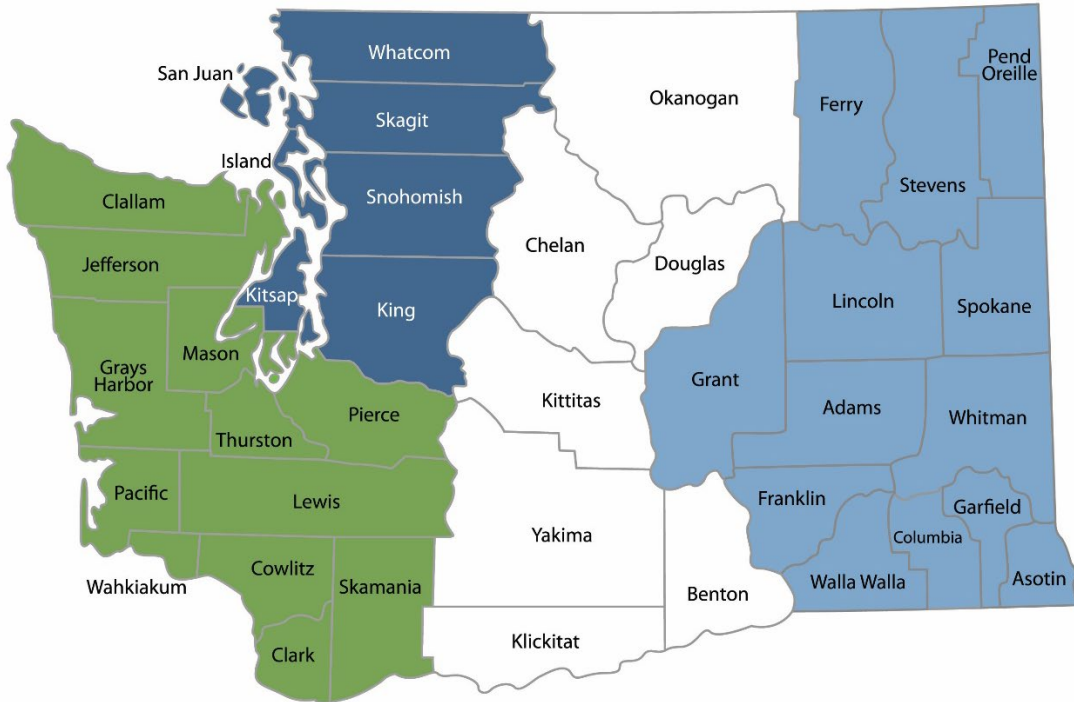 Whatcom
San Juan
Pend
Oreille
Okanogan
Ferry
Skagit
Island
Stevens
Clallam
Snohomish
Chelan
Douglas
Jefferson
Kitsap
King
Lincoln
Spokane
Mason
Grays
Harbor
Grant
Kittitas
Adams
Whitman
Pierce
Thurston
Pacific
Lewis
Franklin
Garfield
Yakima
Columbia
Cowlitz
Skamania
Wahkiakum
Walla Walla
Asotin
Benton
Klickitat
Clark